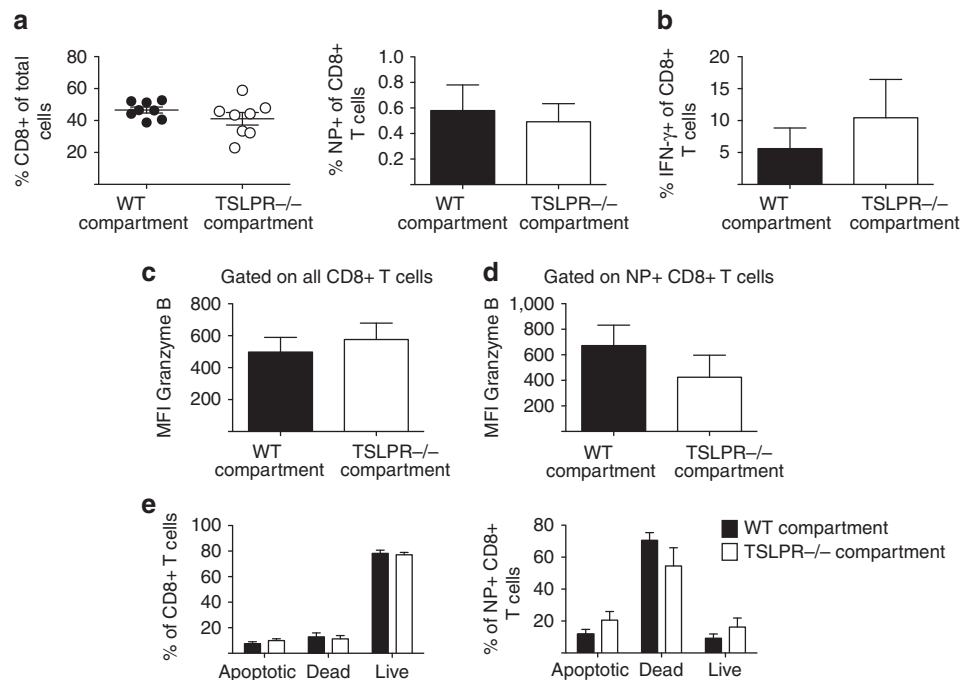 a
% CD8+ of total
cells
80
60
40
20
WT
compartment
TSLPR–/–
compartment
% NP+ of CD8+
T cells
1.0
0.8
0.6
0.4
0.2
WT
compartment
TSLPR–/–
compartment
b
% IFN-γ+ of CD8+
T cells
20
15
10
5
WT
compartment
TSLPR–/–
compartment
c
Gated on all CD8+ T cells
MFI Granzyme B
800
600
400
200
WT
compartment
TSLPR–/–
compartment
d
Gated on NP+ CD8+ T cells
MFI Granzyme B
1,000
800
600
400
200
WT
compartment
TSLPR–/–
compartment
e
% of CD8+ T cells
100
80
60
40
20
Apoptotic Dead Live
% of NP+ CD8+
T cells
80
60
40
20
Apoptotic Dead Live
WT compartment
TSLPR–/– compartment